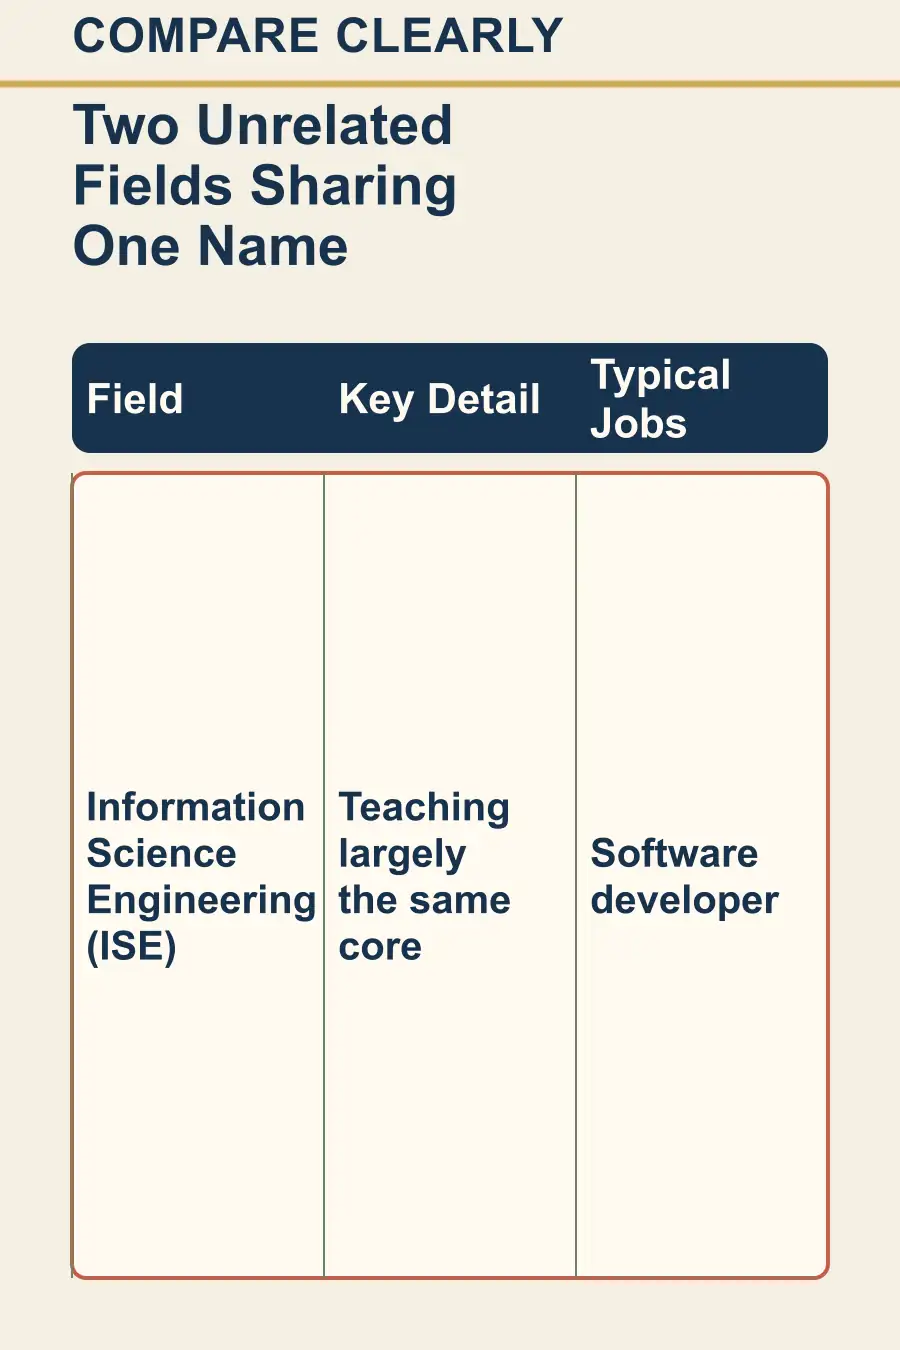 COMPARE CLEARLY
Two Unrelated
Fields Sharing
One Name
Field
Key Detail
Typical
Jobs
Information
Science
Engineering
(ISE)
Teaching
largely
the same
core
Software
developer